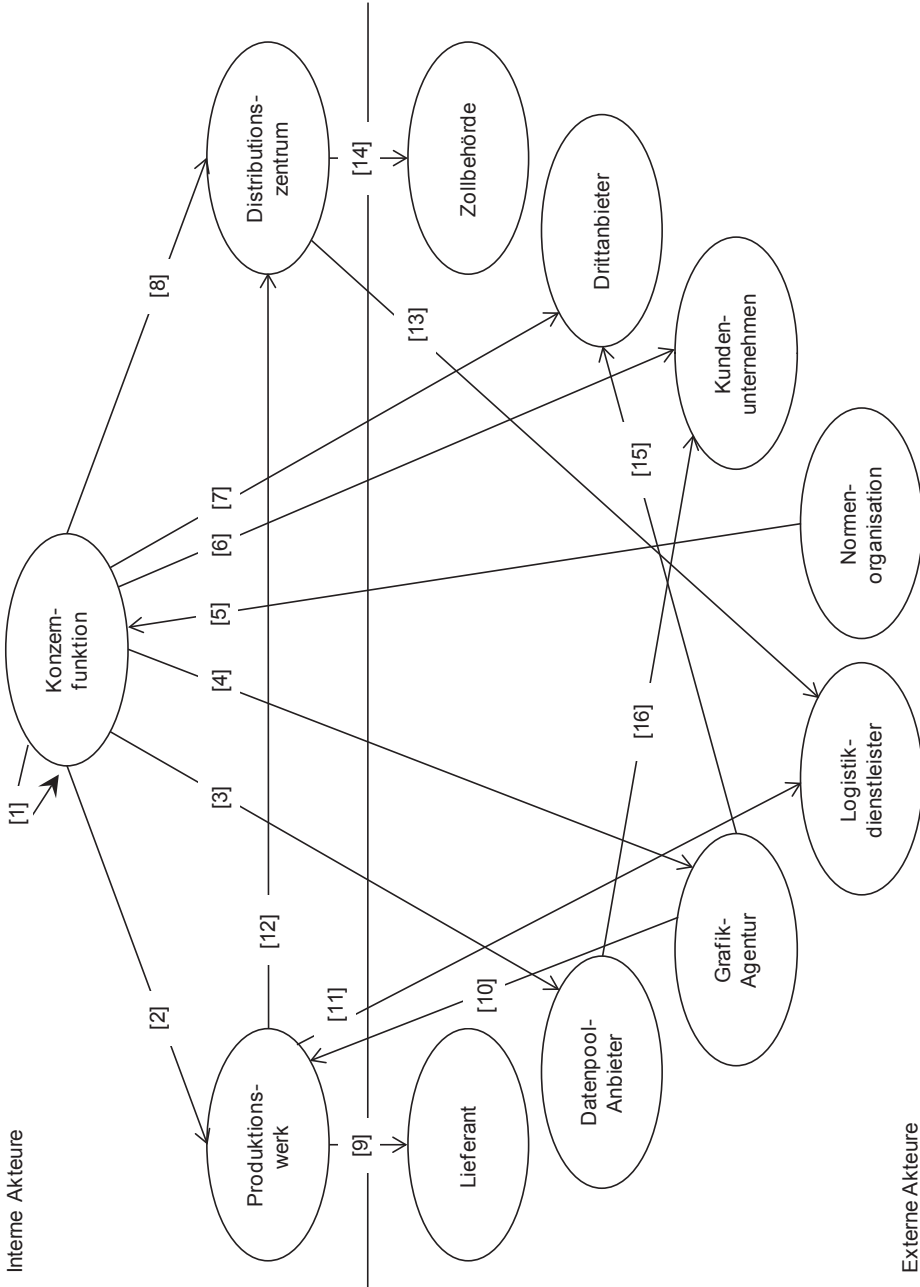 Interne Akteure
[1]
Konzern-
funktion
[2]
[8]
[3]
[4]
[5]
[6]
[7]
Produktions-
werk
[12]
Distributions-
zentrum
[9]
[11]
[14]
[13]
Lieferant
[10]
Zollbehörde
Datenpool-
Anbieter
Drittanbieter
[16]
[15]
Grafik-
Agentur
Kunden-
unternehmen
Logistik-
dienstleister
Normen-
organisation
Externe Akteure